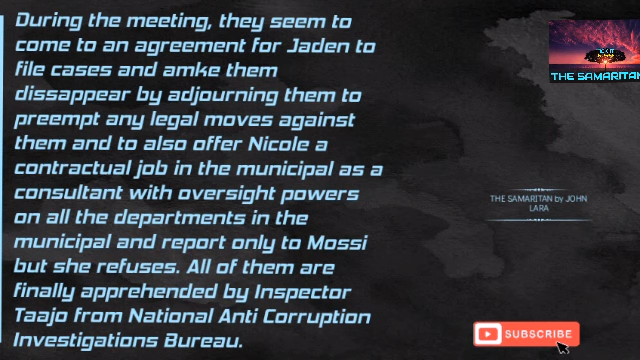 During the meeting, they seem to
come to an agreement for Jaden to
file cases and amke them
dissappear by adjourning them to
preempt any legal moves against
them and to also offer Nicole a
contractual job in the municipal as a
consultant with oversight powers
on all the departments in the
municipal and report only to Mossi
but she refuses. All of them are
finally apprehended by Inspector
Taajo from National Anti Corruption
Investigations Bureau.
THE SAMARITAN
THE SAMARITAN by JOHN
LARA
SUBSCRIBE